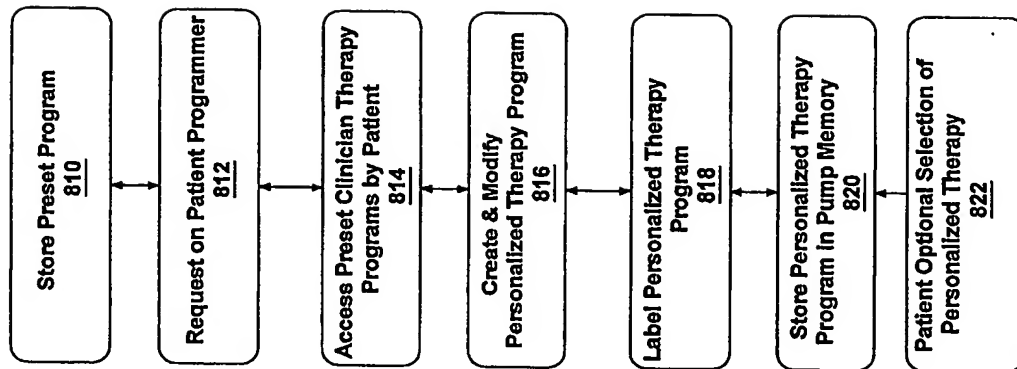 Store Preset Program
810
Request on Patient Programmer
812
Access Preset Clinician Therapy
Programs by Patient
814
Create & Modify
Personalized Therapy Program
816
Label Personalized Therapy
Program
818
Store Personalized Therapy
Program in Pump Memory
820
Patient Optional Selection of
Personalized Therapy
822